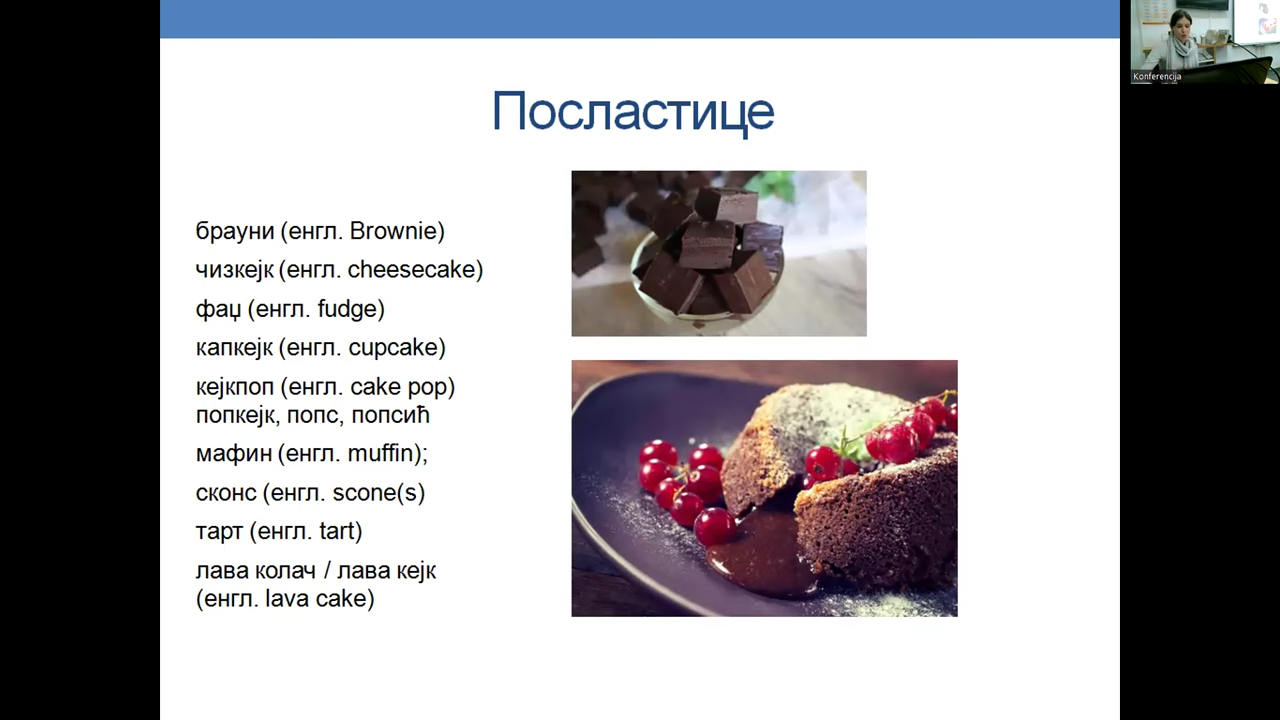 Посластице
брауни (енгл. Brownie)
чизкејк (енгл. cheesecake)
фаџ (енгл. fudge)
капкејк (енгл. cupcake)
кејкпоп (енгл. cake pop)
попкејк, попс, попсић
мафин (енгл. muffin);
сконс (енгл. scone(s)
тарт (енгл. tart)
лава колач / лава кејк
(енгл. lava cake)
Konferencija